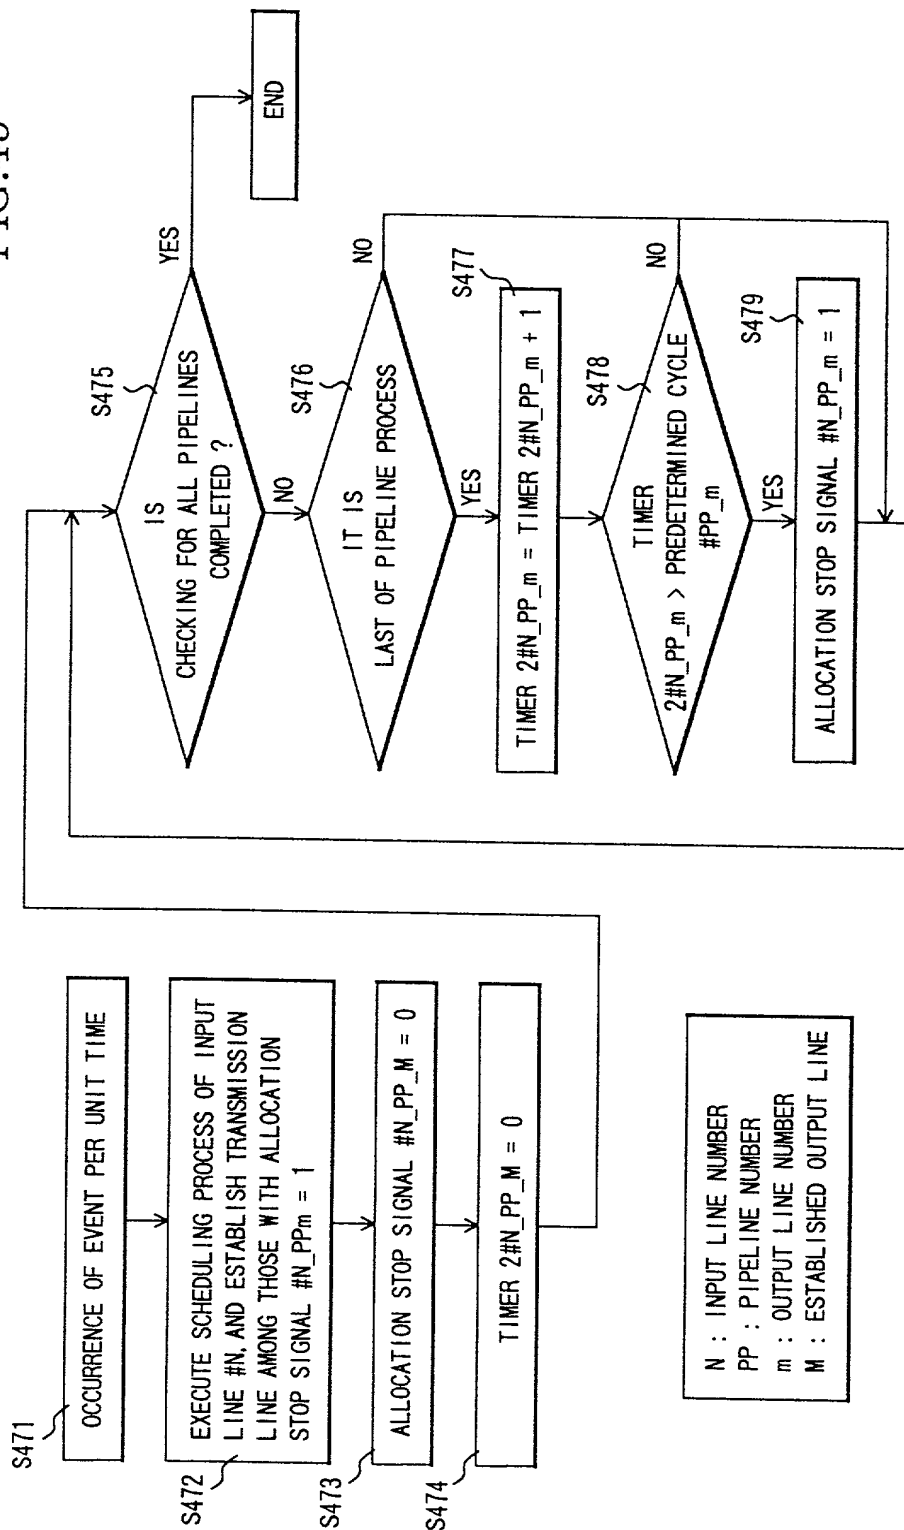 S471
OCCURRENCE OF EVENT PER UNIT TIME
S472
EXECUTE SCHEDULING PROCESS OF INPUT
LINE #N, AND ESTABLISH TRANSMISSION
LINE AMONG THOSE WITH ALLOCATION
STOP SIGNAL #N_PPm = 1
S473
ALLOCATION STOP SIGNAL #N_PP_M = 0
S474
TIMER 2#N_PP_M = 0
S475
IS
CHECKING FOR ALL PIPELINES
COMPLETED ?
YES
END
NO
S476
IT IS
LAST OF PIPELINE PROCESS
NO
YES
S477
TIMER 2#N_PP_m = TIMER 2#N_PP_m + 1
S478
TIMER
2#N_PP_m > PREDETERMINED CYCLE
#PP_m
NO
YES
S479
ALLOCATION STOP SIGNAL #N_PP_m = 1
N : INPUT LINE NUMBER
PP : PIPELINE NUMBER
m : OUTPUT LINE NUMBER
M : ESTABLISHED OUTPUT LINE